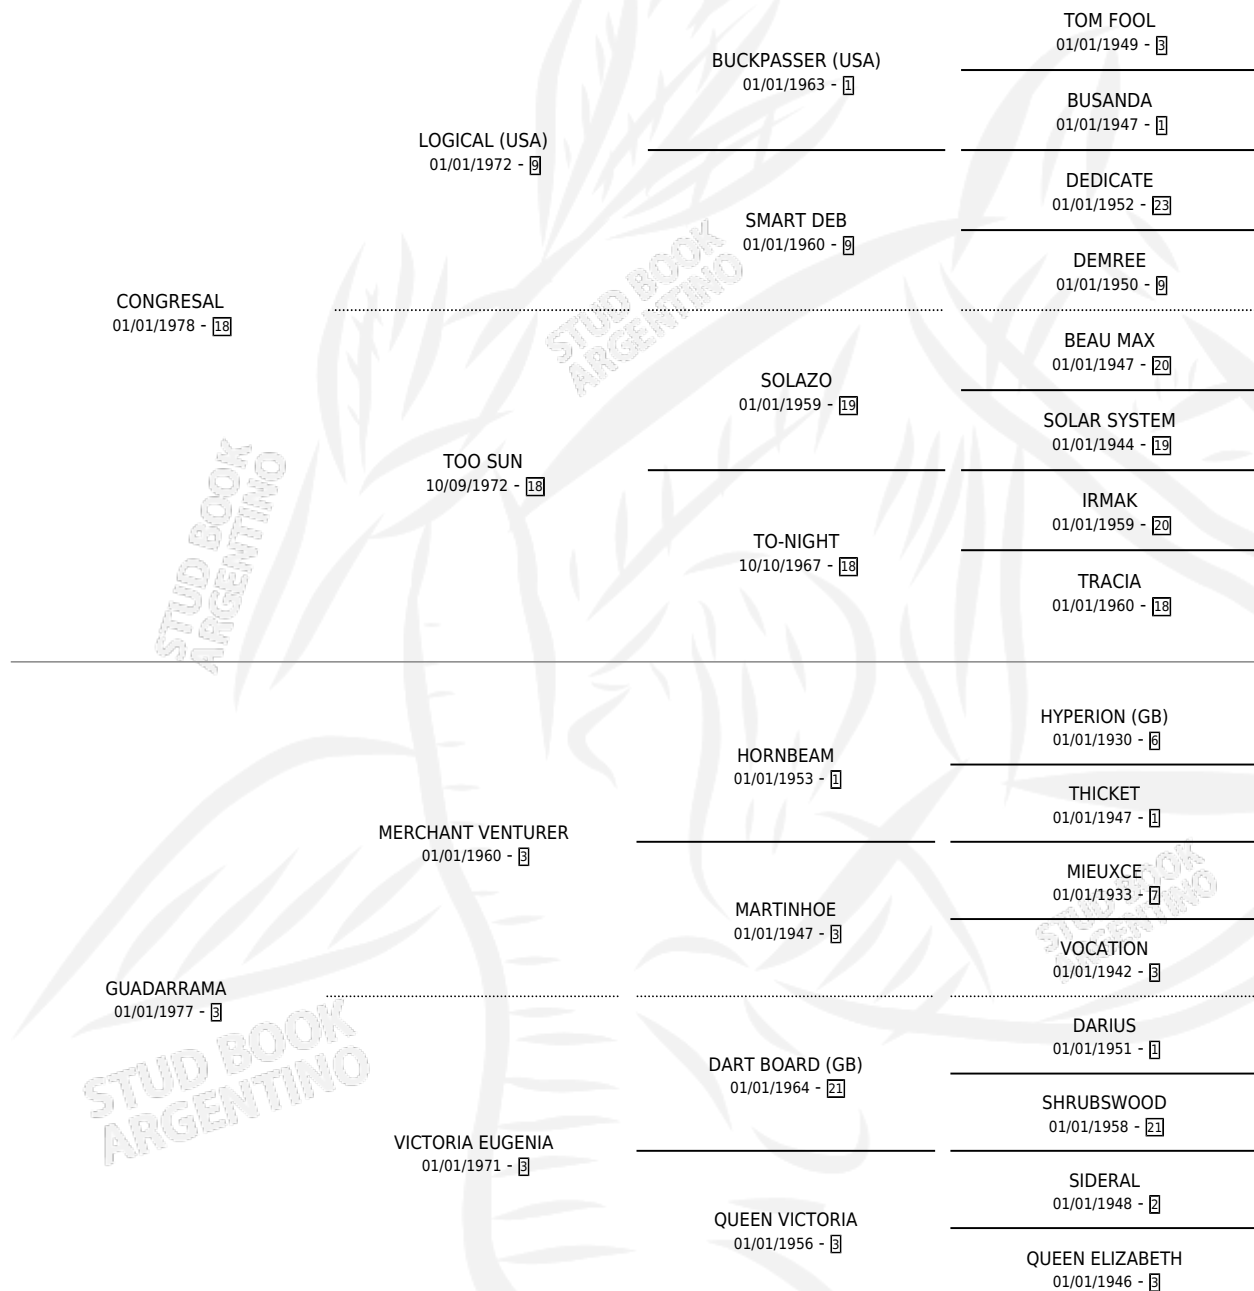 TOM FOOL
01/01/1949 - 3
BUCKPASSER (USA)
01/01/1963 - 1
BUSANDA
01/01/1947 - 1
LOGICAL (USA)
01/01/1972 - 9
DEDICATE
01/01/1952 - 23
SMART DEB
01/01/1960 - 9
DEMREE
01/01/1950 - 9
CONGRESAL
01/01/1978 - 18
BEAU MAX
01/01/1947 - 20
SOLAZO
01/01/1959 - 19
SOLAR SYSTEM
01/01/1944 - 19
TOO SUN
10/09/1972 - 18
IRMAK
01/01/1959 - 20
TO-NIGHT
10/10/1967 - 18
TRACIA
01/01/1960 - 18
HYPERION (GB)
01/01/1930 - 6
HORNBEAM
01/01/1953 - 1
THICKET
01/01/1947 - 1
MERCHANT VENTURER
01/01/1960 - 3
MIEUXCE
01/01/1933 - 7
MARTINHOE
01/01/1947 - 3
VOCATION
01/01/1942 - 3
GUADARRAMA
01/01/1977 - 3
DARIUS
01/01/1951 - 1
DART BOARD (GB)
01/01/1964 - 21
SHRUBSWOOD
01/01/1958 - 21
VICTORIA EUGENIA
01/01/1971 - 3
SIDERAL
01/01/1948 - 2
QUEEN VICTORIA
01/01/1956 - 3
QUEEN ELIZABETH
01/01/1946 - 3
STUD BOOK
ARGENTINO
STUD BOOK
ARGENTINO
STUD BOOK
ARGENTINO
STUD BOOK
ARGENTINO